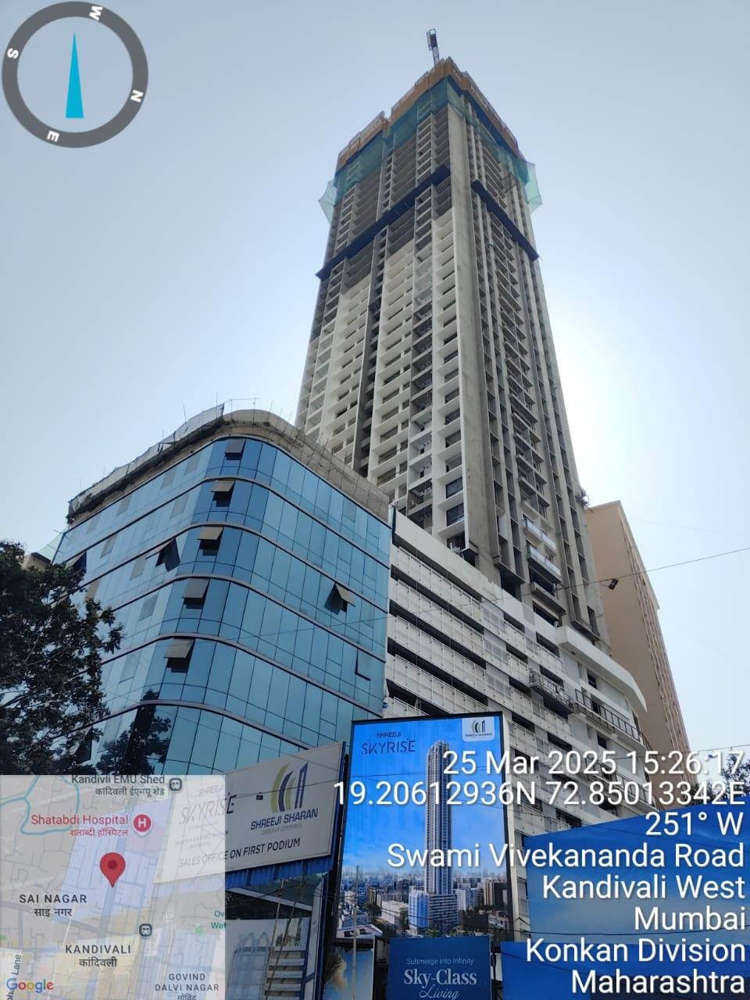 W
S
N
E
SHREEJI
SKYRISE
SHREEJI SHARAN
25 Mar 2025 15:26:17
19.20612936N 72.85013342E
251° W
Swami Vivekananda Road
Kandivali West
Mumbai
Konkan Division
Maharashtra
SKYRISE
SHREEJI SHARAN
GROUP OF COMPANIES
SALES OFFICE ON FIRST PODIUM
Submerge into Infinity
Sky-Class
Living
Kandivli EMU Shed
कांदिवली ईएमयू शेड
Shatabdi Hospital
शताब्दी हॉस्पिटल
H
SAI NAGAR
साइ नगर
KANDIVALI
कांदिवली
GOVIND
DALVI NAGAR
Lane
Google